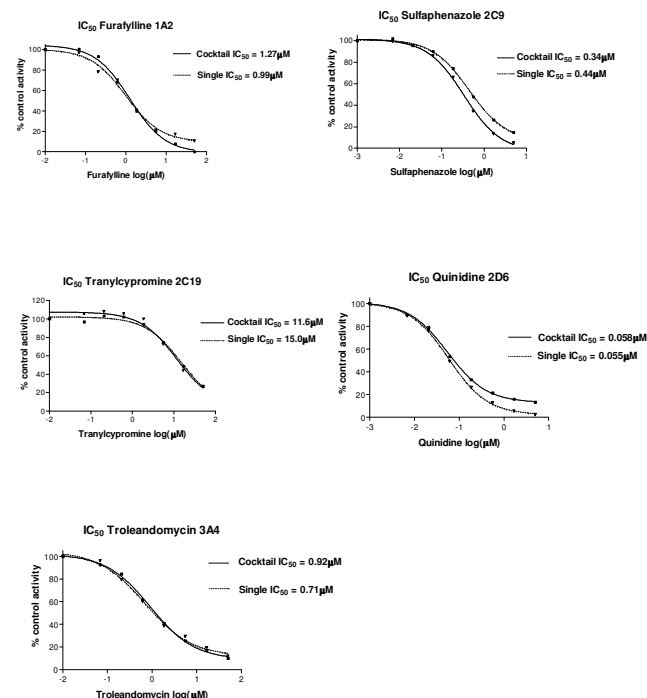 IC50 Furafylline 1A2
% control activity
100
80
60
40
20
0
-2
-1
0
1
2
Furafylline log(μM)
Cocktail IC50 = 1.27μM
Single IC50 = 0.99μM
IC50 Sulfaphenazole 2C9
% control activity
100
80
60
40
20
0
-3
-2
-1
0
1
Sulfaphenazole log(μM)
Cocktail IC50 = 0.34μM
Single IC50 = 0.44μM
IC50 Tranylcypromine 2C19
% control activity
120
100
80
60
40
20
0
-2
-1
0
1
2
Tranylcypromine log(μM)
Cocktail IC50 = 11.6μM
Single IC50 = 15.0μM
IC50 Quinidine 2D6
% control activity
100
80
60
40
20
0
-3
-2
-1
0
1
Quinidine log(μM)
Cocktail IC50 = 0.058μM
Single IC50 = 0.055μM
IC50 Troleandomycin 3A4
% control activity
100
80
60
40
20
0
-2
-1
0
1
2
Troleandomycin log(μM)
Cocktail IC50 = 0.92μM
Single IC50 = 0.71μM